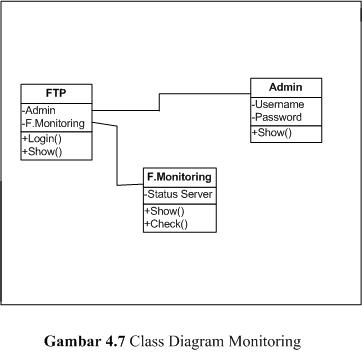 FTP
-Admin
-F.Monitoring
+Login()
+Show()
Admin
-Username
-Password
+Show()
F.Monitoring
-Status Server
+Show()
+Check()
Gambar 4.7 Class Diagram Monitoring